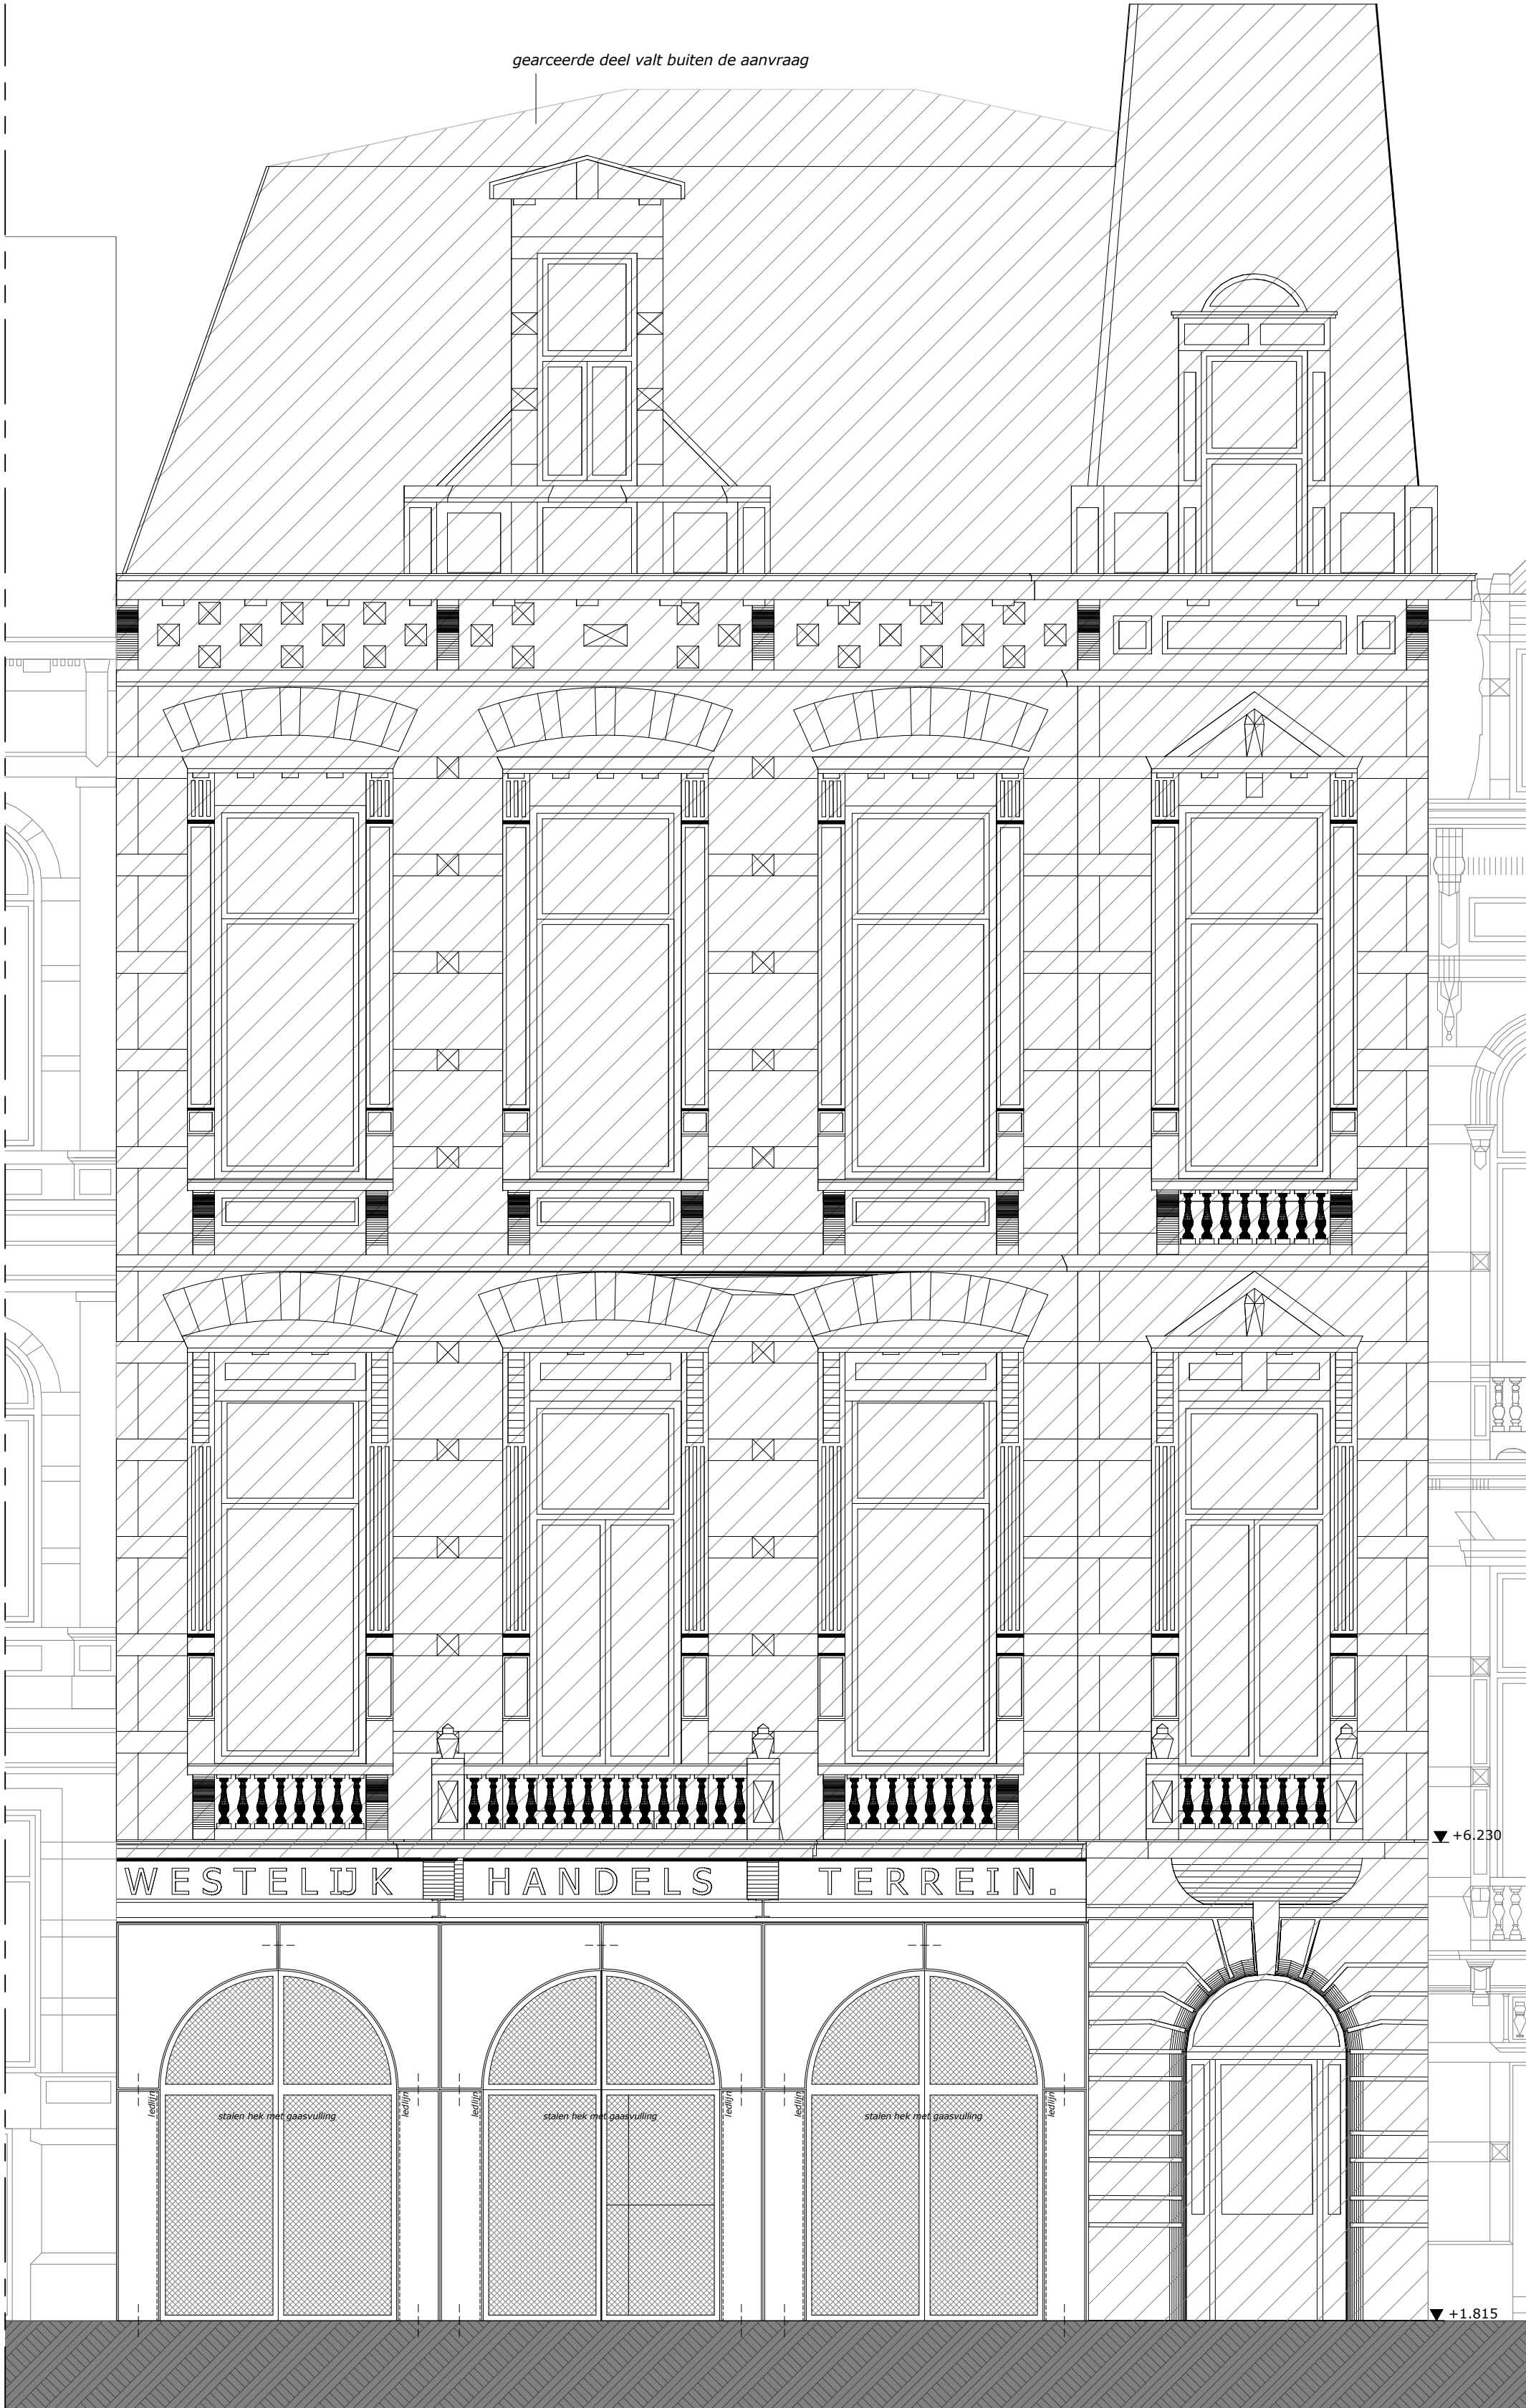 gearceerde deel valt buiten de aanvraag
+6.230
WESTELIJK HANDELS TERREIN.
ledlijn
stalen hek met gaasvulling
ledlijn
ledlijn
stalen hek met gaasvulling
ledlijn
ledlijn
stalen hek met gaasvulling
ledlijn
+1.815